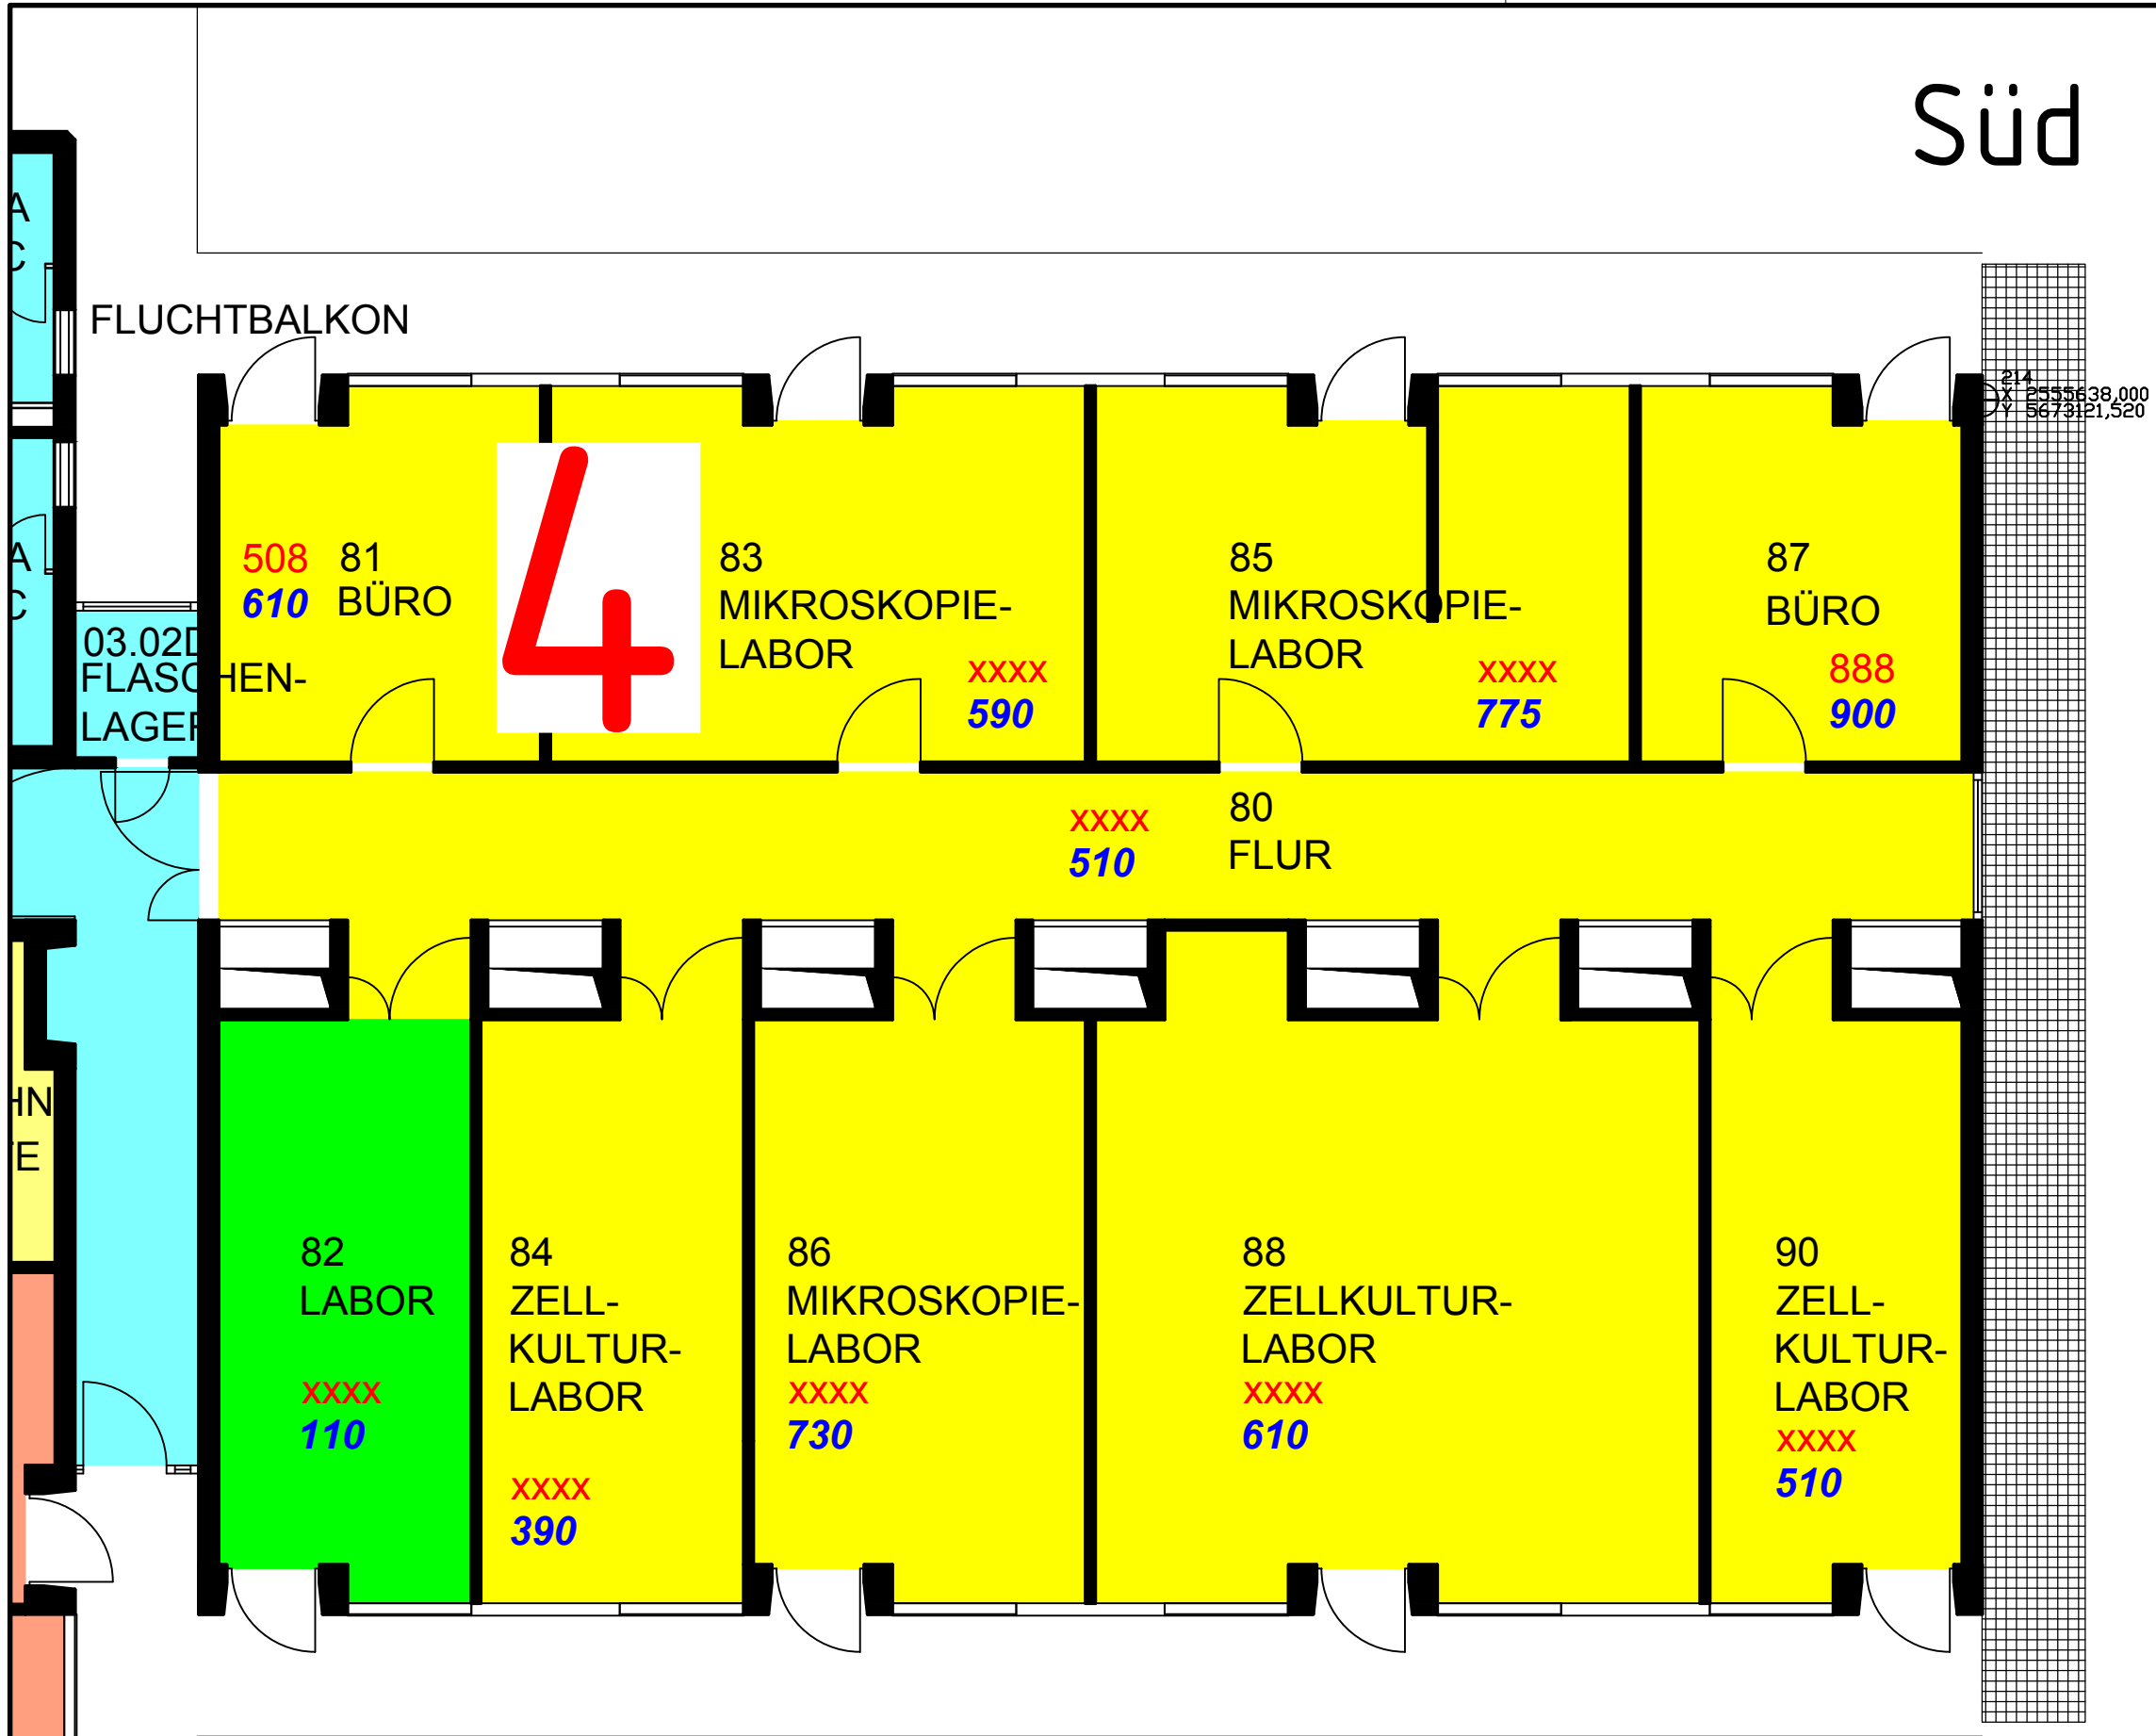 Süd
A
C
FLUCHTBALKON
214
X 2555638,000
Y 5673121,520
A
C
03.02D
FLASCHEN-
LAGER
508
610
81
BÜRO
4
83
MIKROSKOPIE-
LABOR
xxxx
590
85
MIKROSKOPIE-
LABOR
xxxx
775
87
BÜRO
888
900
xxxx
510
80
FLUR
HN
TE
82
LABOR
xxxx
110
84
ZELL-
KULTUR-
LABOR
xxxx
390
86
MIKROSKOPIE-
LABOR
xxxx
730
88
ZELLKULTUR-
LABOR
xxxx
610
90
ZELL-
KULTUR-
LABOR
xxxx
510